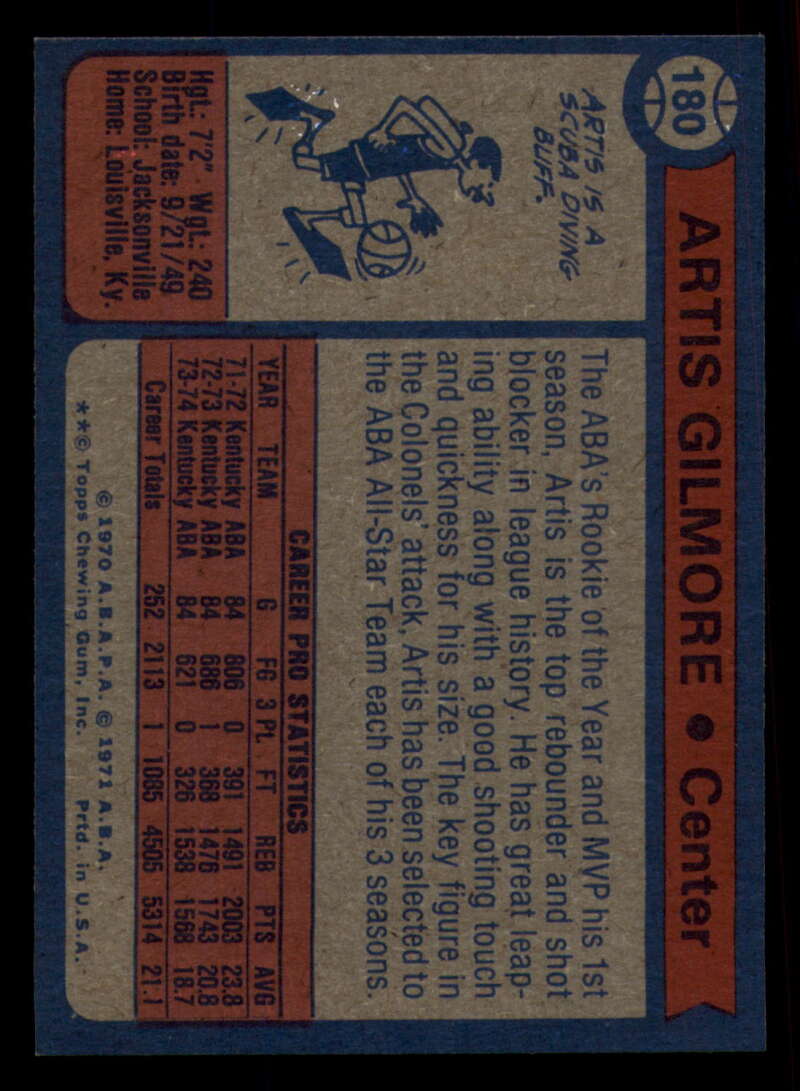 180
ARTIS GILMORE • Center
ARTIS IS A
SCUBA DIVING
BUFF.
Hgt.: 7'2" Wgt.: 240
Birth date: 9/21/49
School: Jacksonville
Home: Louisville, Ky.
The ABA's Rookie of the Year and MVP his 1st
season, Artis is the top rebounder and shot
blocker in league history. He has great leap-
ing ability along with a good shooting touch
and quickness for his size. The key figure in
the Colonels' attack, Artis has been selected to
the ABA All-Star Team each of his 3 seasons.
CAREER PRO STATISTICS
YEAR TEAM G FG 3 PL FT REB PTS AVG
71-72 Kentucky ABA 84 806 0 391 1491 2003 23.8
72-73 Kentucky ABA 84 686 1 368 1476 1743 20.8
73-74 Kentucky ABA 84 621 0 326 1538 1568 18.7
Career Totals 252 2113 1 1085 4505 5314 21.1
© 1970 A.B.A.P.A. © 1971 A.B.A.
**© Topps Chewing Gum, Inc. Prtd. in U.S.A.